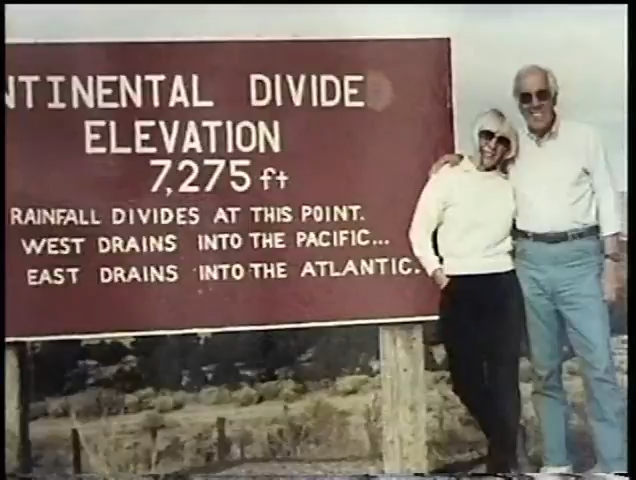 NTINENTAL DIVIDE
ELEVATION
7,275 ft
RAINFALL DIVIDES AT THIS POINT.
WEST DRAINS INTO THE PACIFIC...
EAST DRAINS INTO THE ATLANTIC.